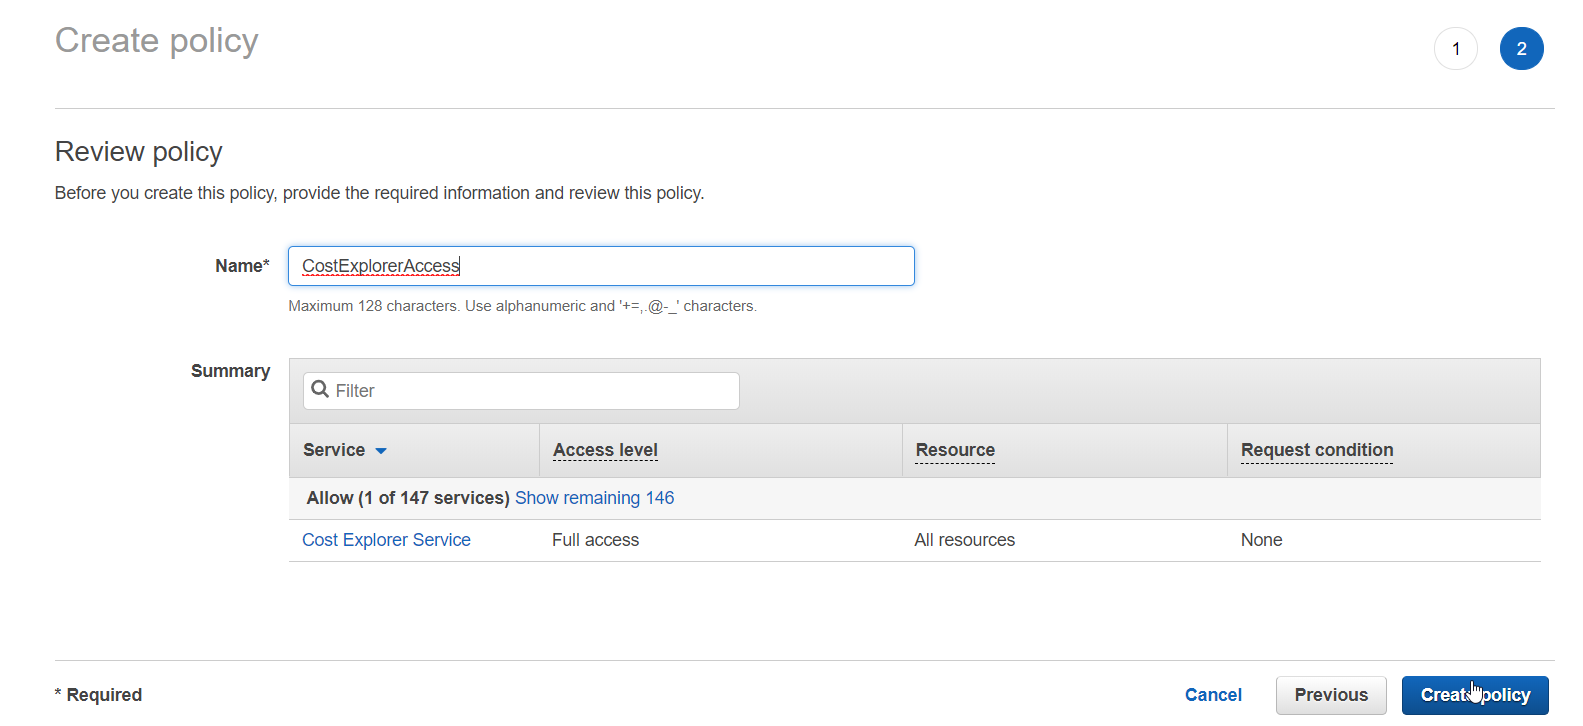 Create policy
1 2
Review policy
Before you create this policy, provide the required information and review this policy.
Name* CostExplorerAccess
Maximum 128 characters. Use alphanumeric and '+=,.@-_' characters.
Summary
Filter
Service Access level Resource Request condition
Allow (1 of 147 services) Show remaining 146
Cost Explorer Service Full access All resources None
* Required Cancel Previous Create policy